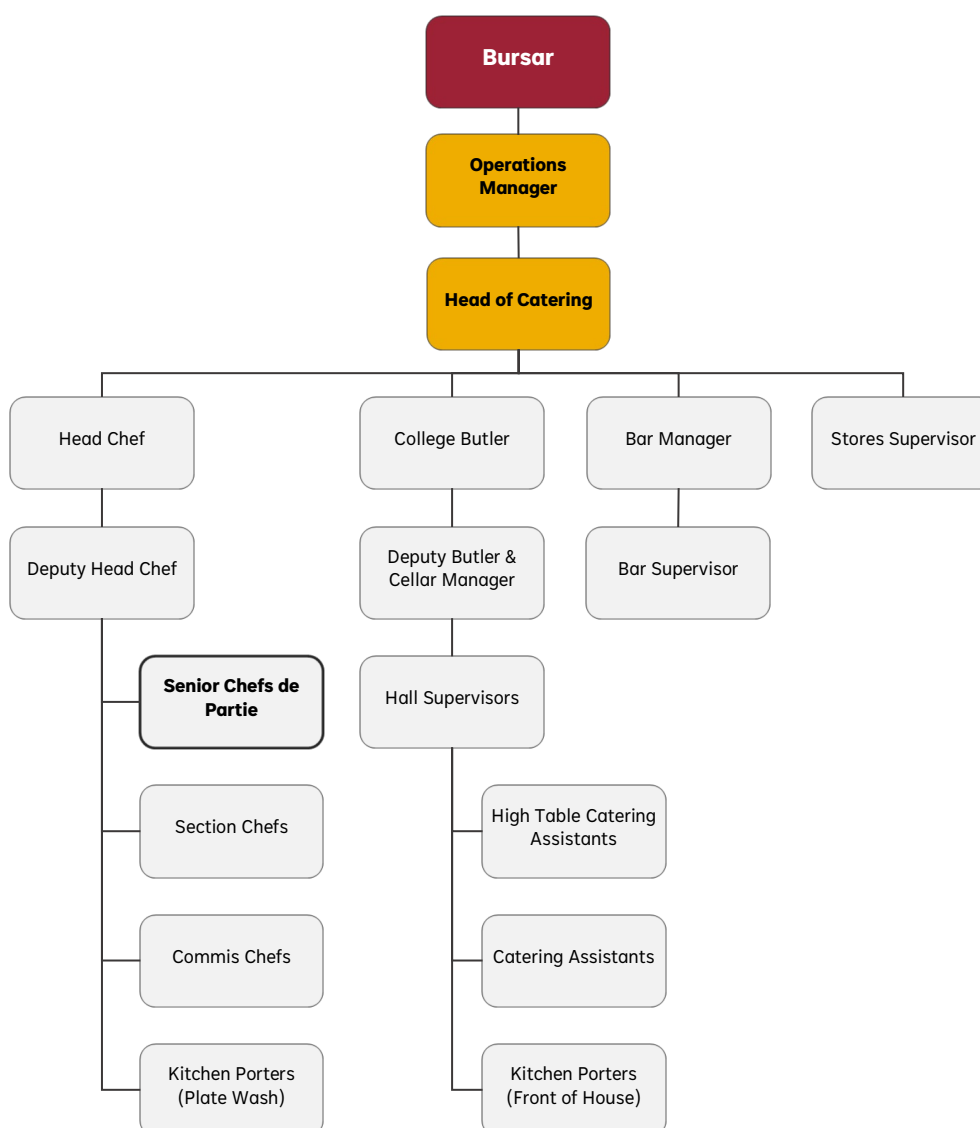 Bursar
Operations
Manager
Head of Catering
Head Chef
College Butler
Bar Manager
Stores Supervisor
Deputy Head Chef
Deputy Butler &
Cellar Manager
Bar Supervisor
Senior Chefs de
Partie
Hall Supervisors
Section Chefs
High Table Catering
Assistants
Commis Chefs
Catering Assistants
Kitchen Porters
(Plate Wash)
Kitchen Porters
(Front of House)